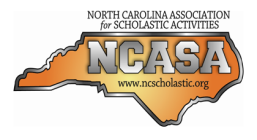 NORTH CAROLINA ASSOCIATION
for SCHOLASTIC ACTIVITIES
NCASA
www.ncscholastic.org